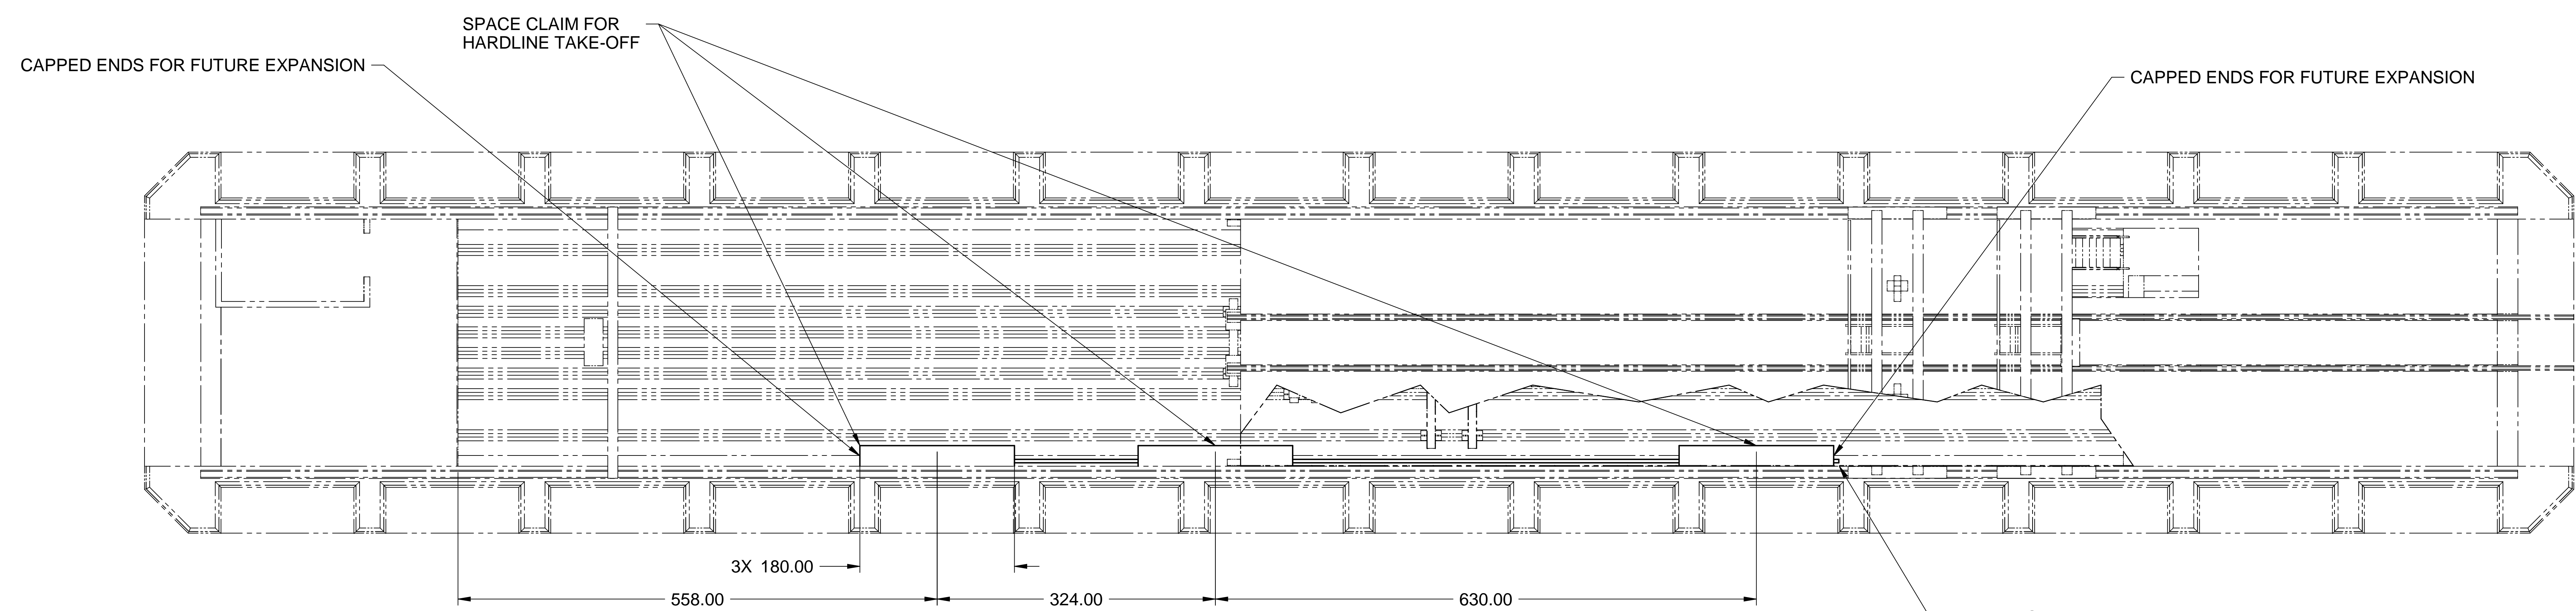 SPACE CLAIM FOR
HARDLINE TAKE-OFF
CAPPED ENDS FOR FUTURE EXPANSION
CAPPED ENDS FOR FUTURE EXPANSION
3X 180.00
558.00
324.00
630.00